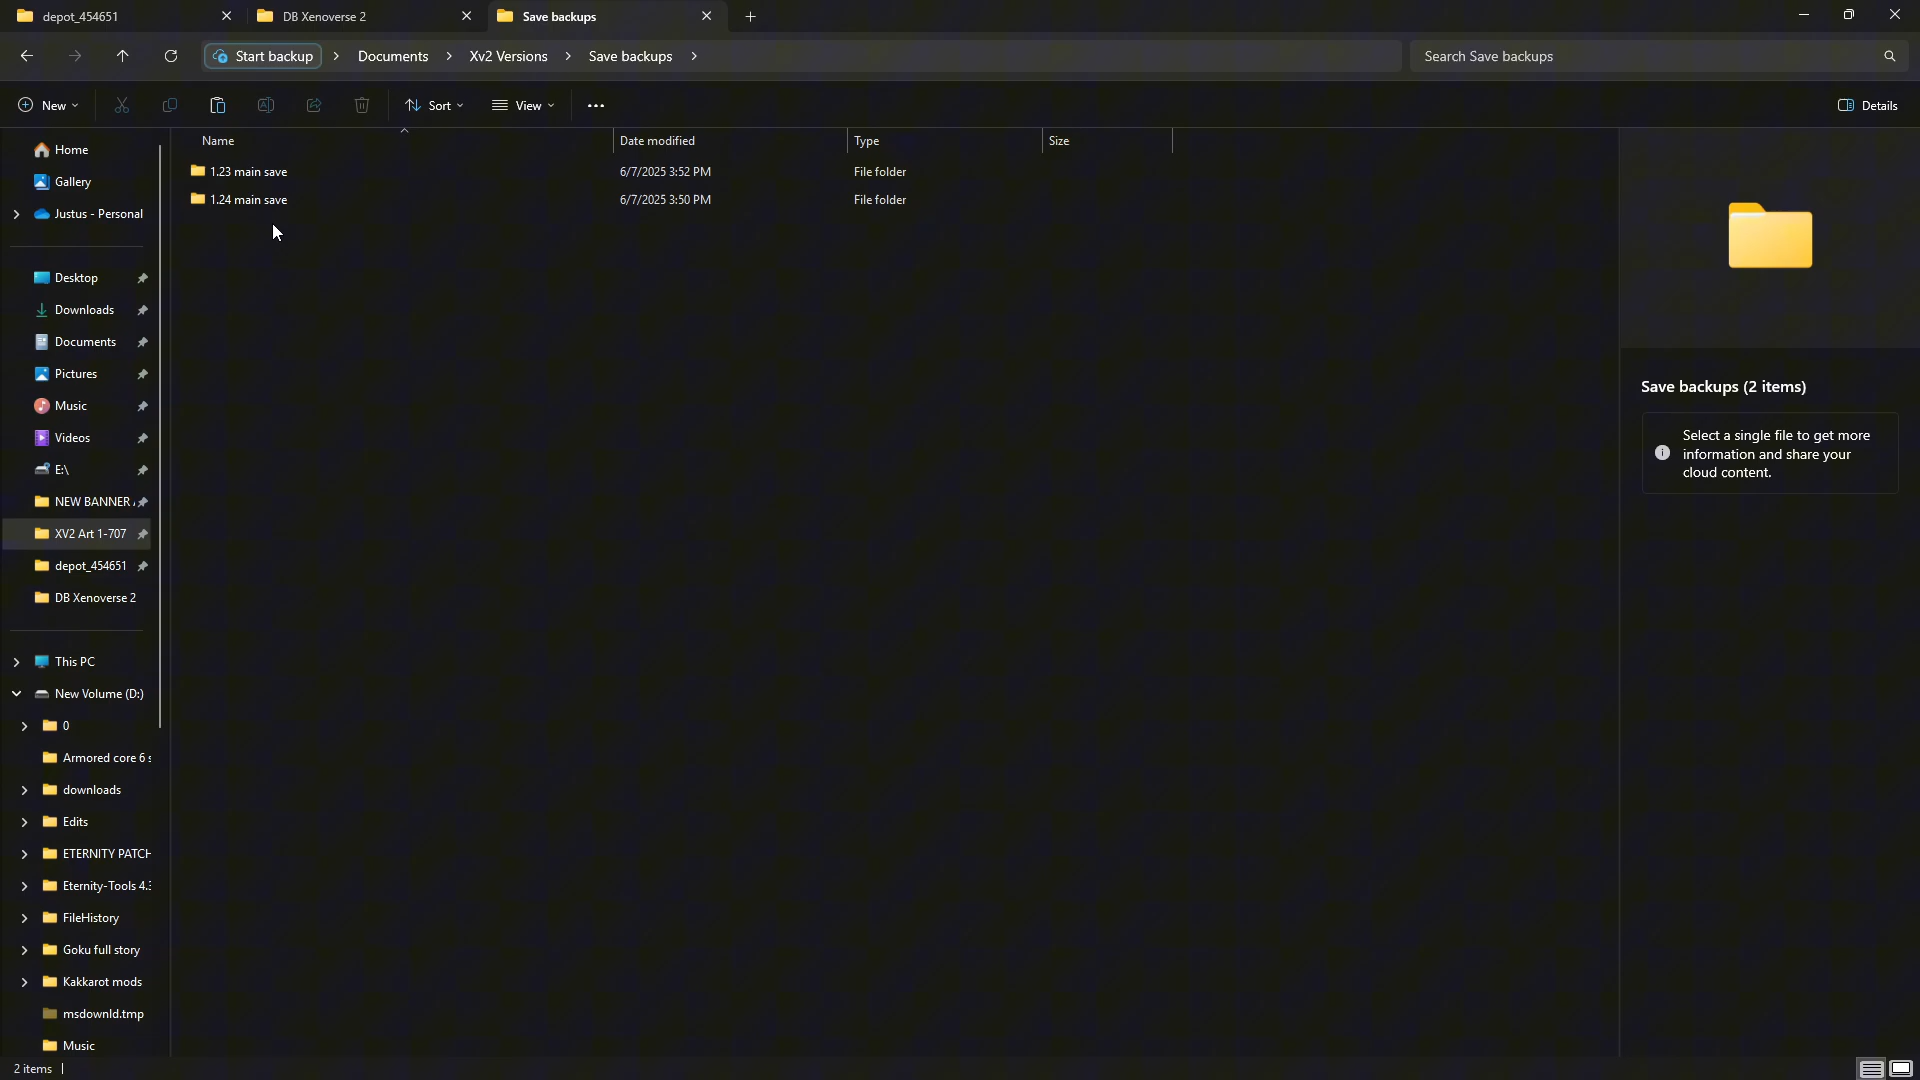 depot_454651
DB Xenoverse 2
Save backups
Start backup
Documents
Xv2 Versions
Save backups
Search Save backups
New
Sort
View
Details
Name
Date modified
Type
Size
1.23 main save
6/7/2025 3:52 PM
File folder
1.24 main save
6/7/2025 3:50 PM
File folder
Home
Gallery
Justus - Personal
Desktop
Downloads
Documents
Pictures
Music
Videos
E:\
NEW BANNER
XV2 Art 1-707
depot_454651
DB Xenoverse 2
This PC
New Volume (D:)
0
Armored core 6 s
downloads
Edits
ETERNITY PATCH
Eternity-Tools 4.3
FileHistory
Goku full story
Kakkarot mods
msdownld.tmp
Music
Save backups (2 items)
Select a single file to get more
information and share your
cloud content.
2 items